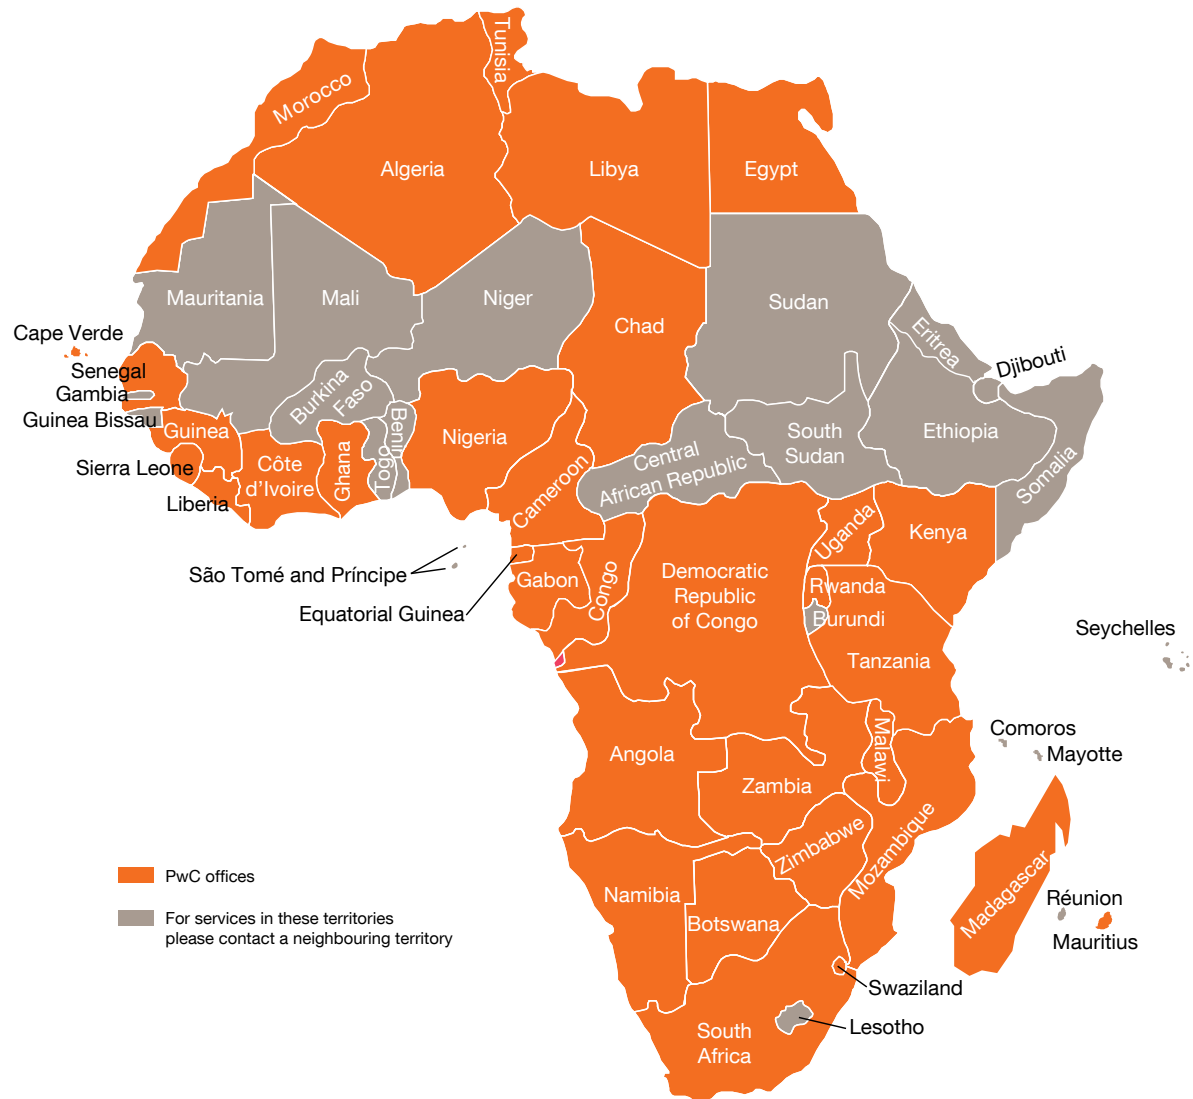 Tunisia
Morocco
Algeria
Libya
Egypt
Mauritania
Mali
Niger
Chad
Sudan
Eritrea
Djibouti
Cape Verde
Senegal
Gambia
Guinea Bissau
Guinea
Sierra Leone
Liberia
Côte
d’Ivoire
Burkina
Faso
Ghana
Togo
Benin
Nigeria
Cameroon
Central
African Republic
South
Sudan
Ethiopia
Somalia
São Tomé and Príncipe
Equatorial Guinea
Gabon
Congo
Democratic
Republic
of Congo
Uganda
Kenya
Rwanda
Burundi
Tanzania
Seychelles
Comoros
Mayotte
Angola
Zambia
Malawi
Mozambique
Zimbabwe
Namibia
Botswana
Madagascar
Réunion
Mauritius
Swaziland
Lesotho
South
Africa
PwC offices
For services in these territories
please contact a neighbouring territory